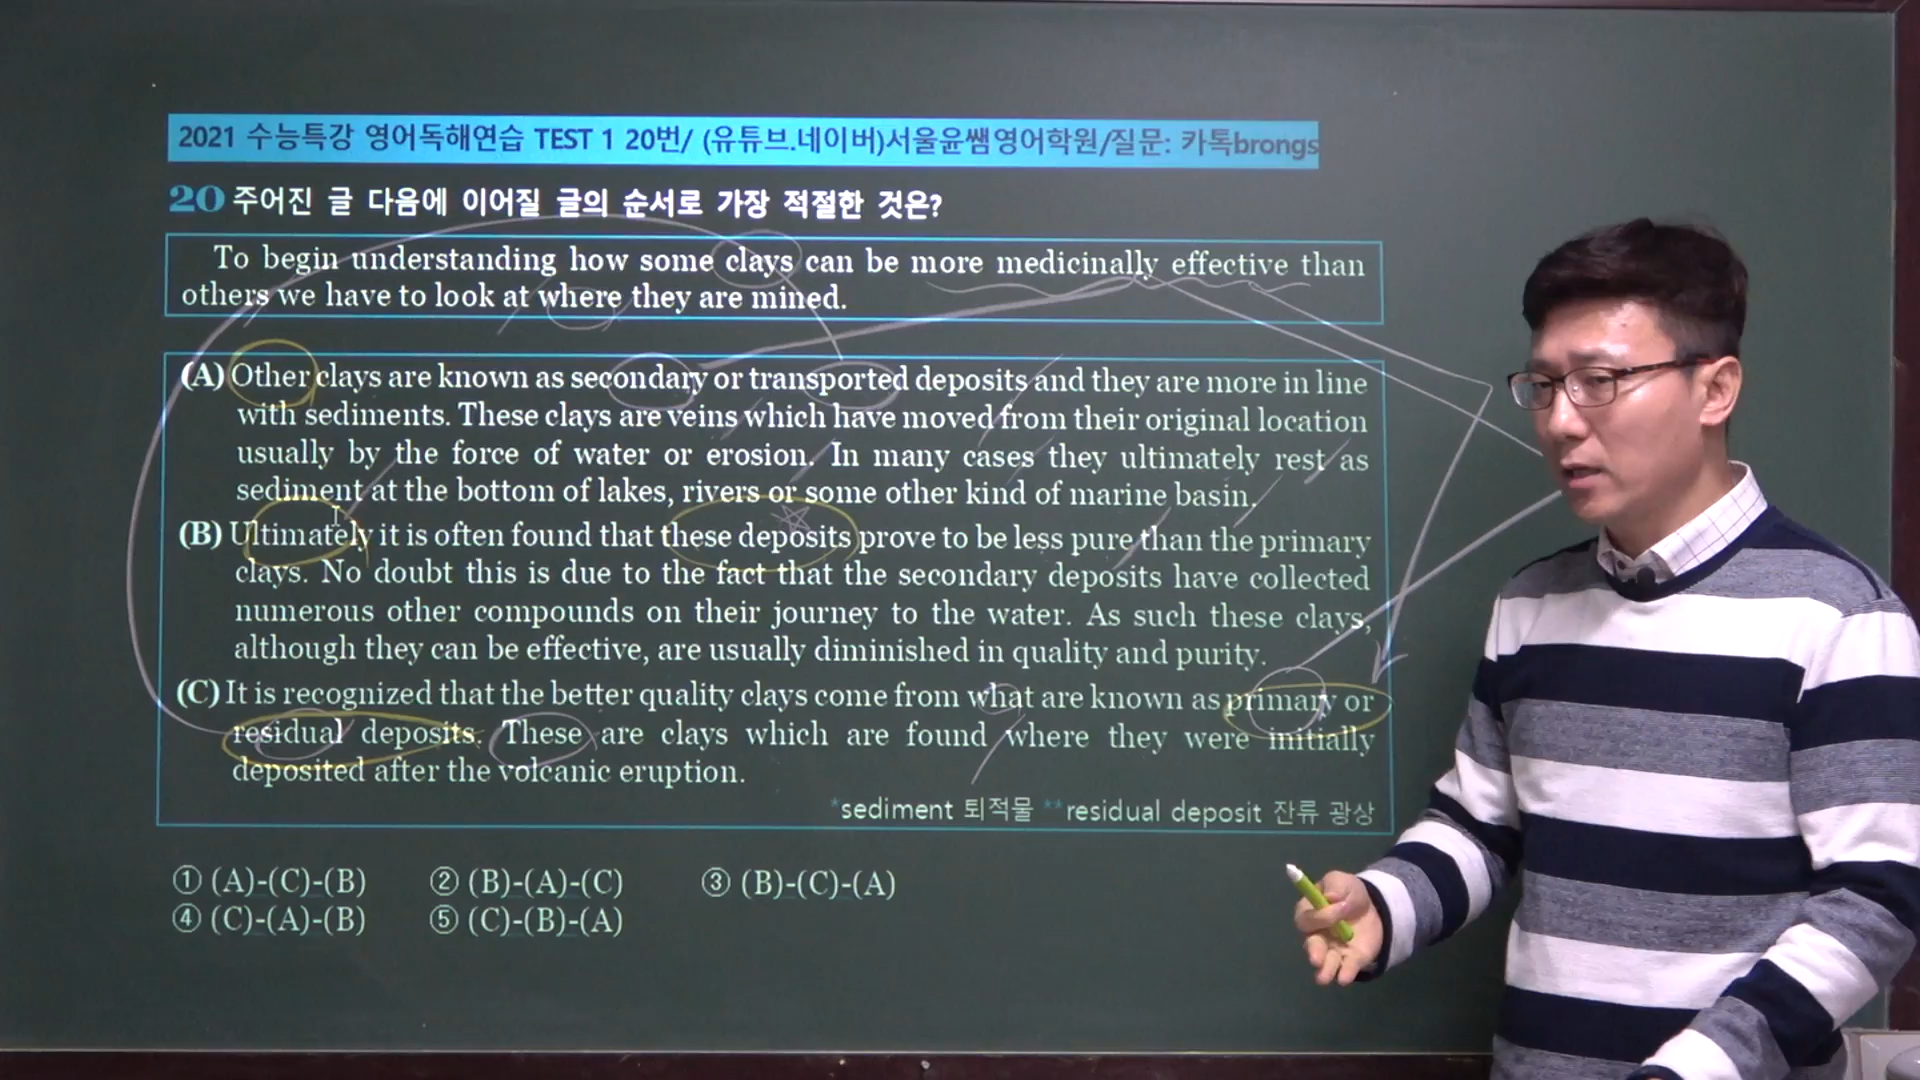 2021 수능특강 영어독해연습 TEST 1 20번/ (유튜브.네이버)서울윤쌤영어학원/질문: 카톡brongs
20 주어진 글 다음에 이어질 글의 순서로 가장 적절한 것은?
To begin understanding how some clays can be more medicinally effective than
others we have to look at where they are mined.
(A) Other clays are known as secondary or transported deposits and they are more in line
with sediments. These clays are veins which have moved from their original location
usually by the force of water or erosion. In many cases they ultimately rest as
sediment at the bottom of lakes, rivers or some other kind of marine basin.
(B) Ultimately it is often found that these deposits prove to be less pure than the primary
clays. No doubt this is due to the fact that the secondary deposits have collected
numerous other compounds on their journey to the water. As such these clays,
although they can be effective, are usually diminished in quality and purity.
(C) It is recognized that the better quality clays come from what are known as primary or
residual deposits. These are clays which are found where they were initially
deposited after the volcanic eruption.
*sediment 퇴적물 **residual deposit 잔류 광상
① (A)-(C)-(B) ② (B)-(A)-(C) ③ (B)-(C)-(A)
④ (C)-(A)-(B) ⑤ (C)-(B)-(A)